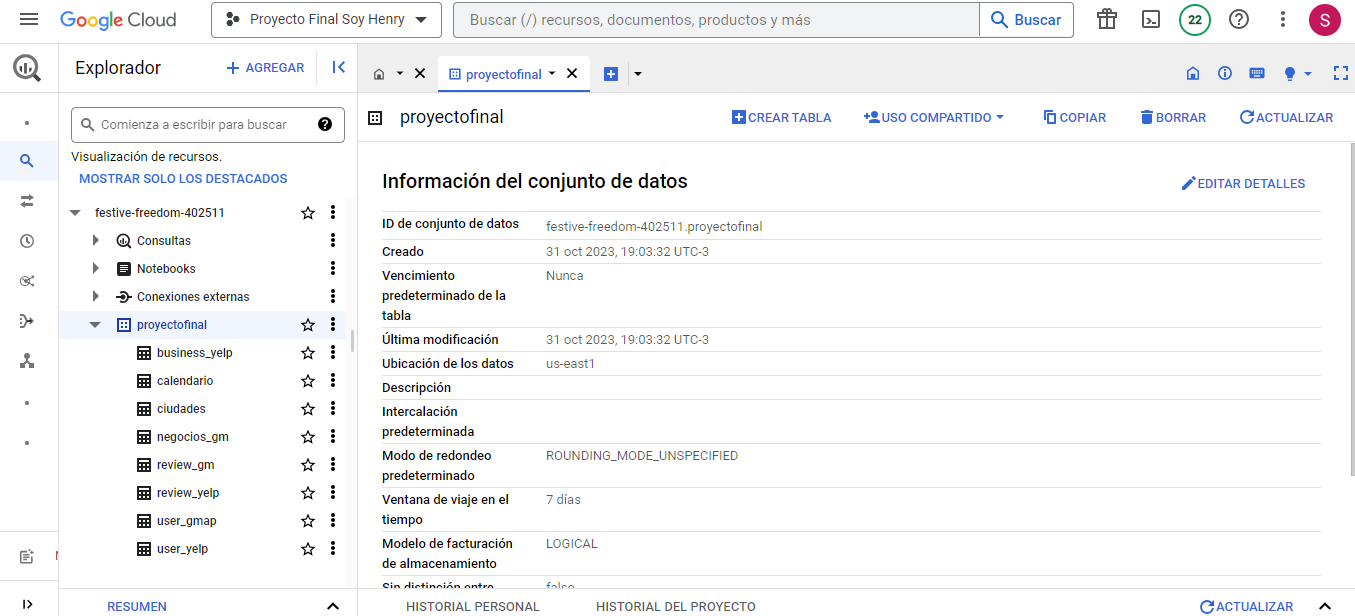 Google Cloud
Proyecto Final Soy Henry
Buscar (/) recursos, documentos, productos y más
Buscar
22
S
Explorador
AGREGAR
Comienza a escribir para buscar
Visualización de recursos.
MOSTRAR SOLO LOS DESTACADOS
festive-freedom-402511
Consultas
Notebooks
Conexiones externas
proyectofinal
business_yelp
calendario
ciudades
negocios_gm
review_gm
review_yelp
user_gmap
user_yelp
RESUMEN
proyectofinal
proyectofinal
CREAR TABLA
USO COMPARTIDO
COPIAR
BORRAR
ACTUALIZAR
Información del conjunto de datos
EDITAR DETALLES
ID de conjunto de datos festive-freedom-402511.proyectofinal
Creado 31 oct 2023, 19:03:32 UTC-3
Vencimiento Nunca
predeterminado de la
tabla
Última modificación 31 oct 2023, 19:03:32 UTC-3
Ubicación de los datos us-east1
Descripción
Intercalación
predeterminada
Modo de redondeo ROUNDING_MODE_UNSPECIFIED
predeterminado
Ventana de viaje en el 7 días
tiempo
Modelo de facturación LOGICAL
de almacenamiento
Sin distinción entre false
HISTORIAL PERSONAL
HISTORIAL DEL PROYECTO
ACTUALIZAR